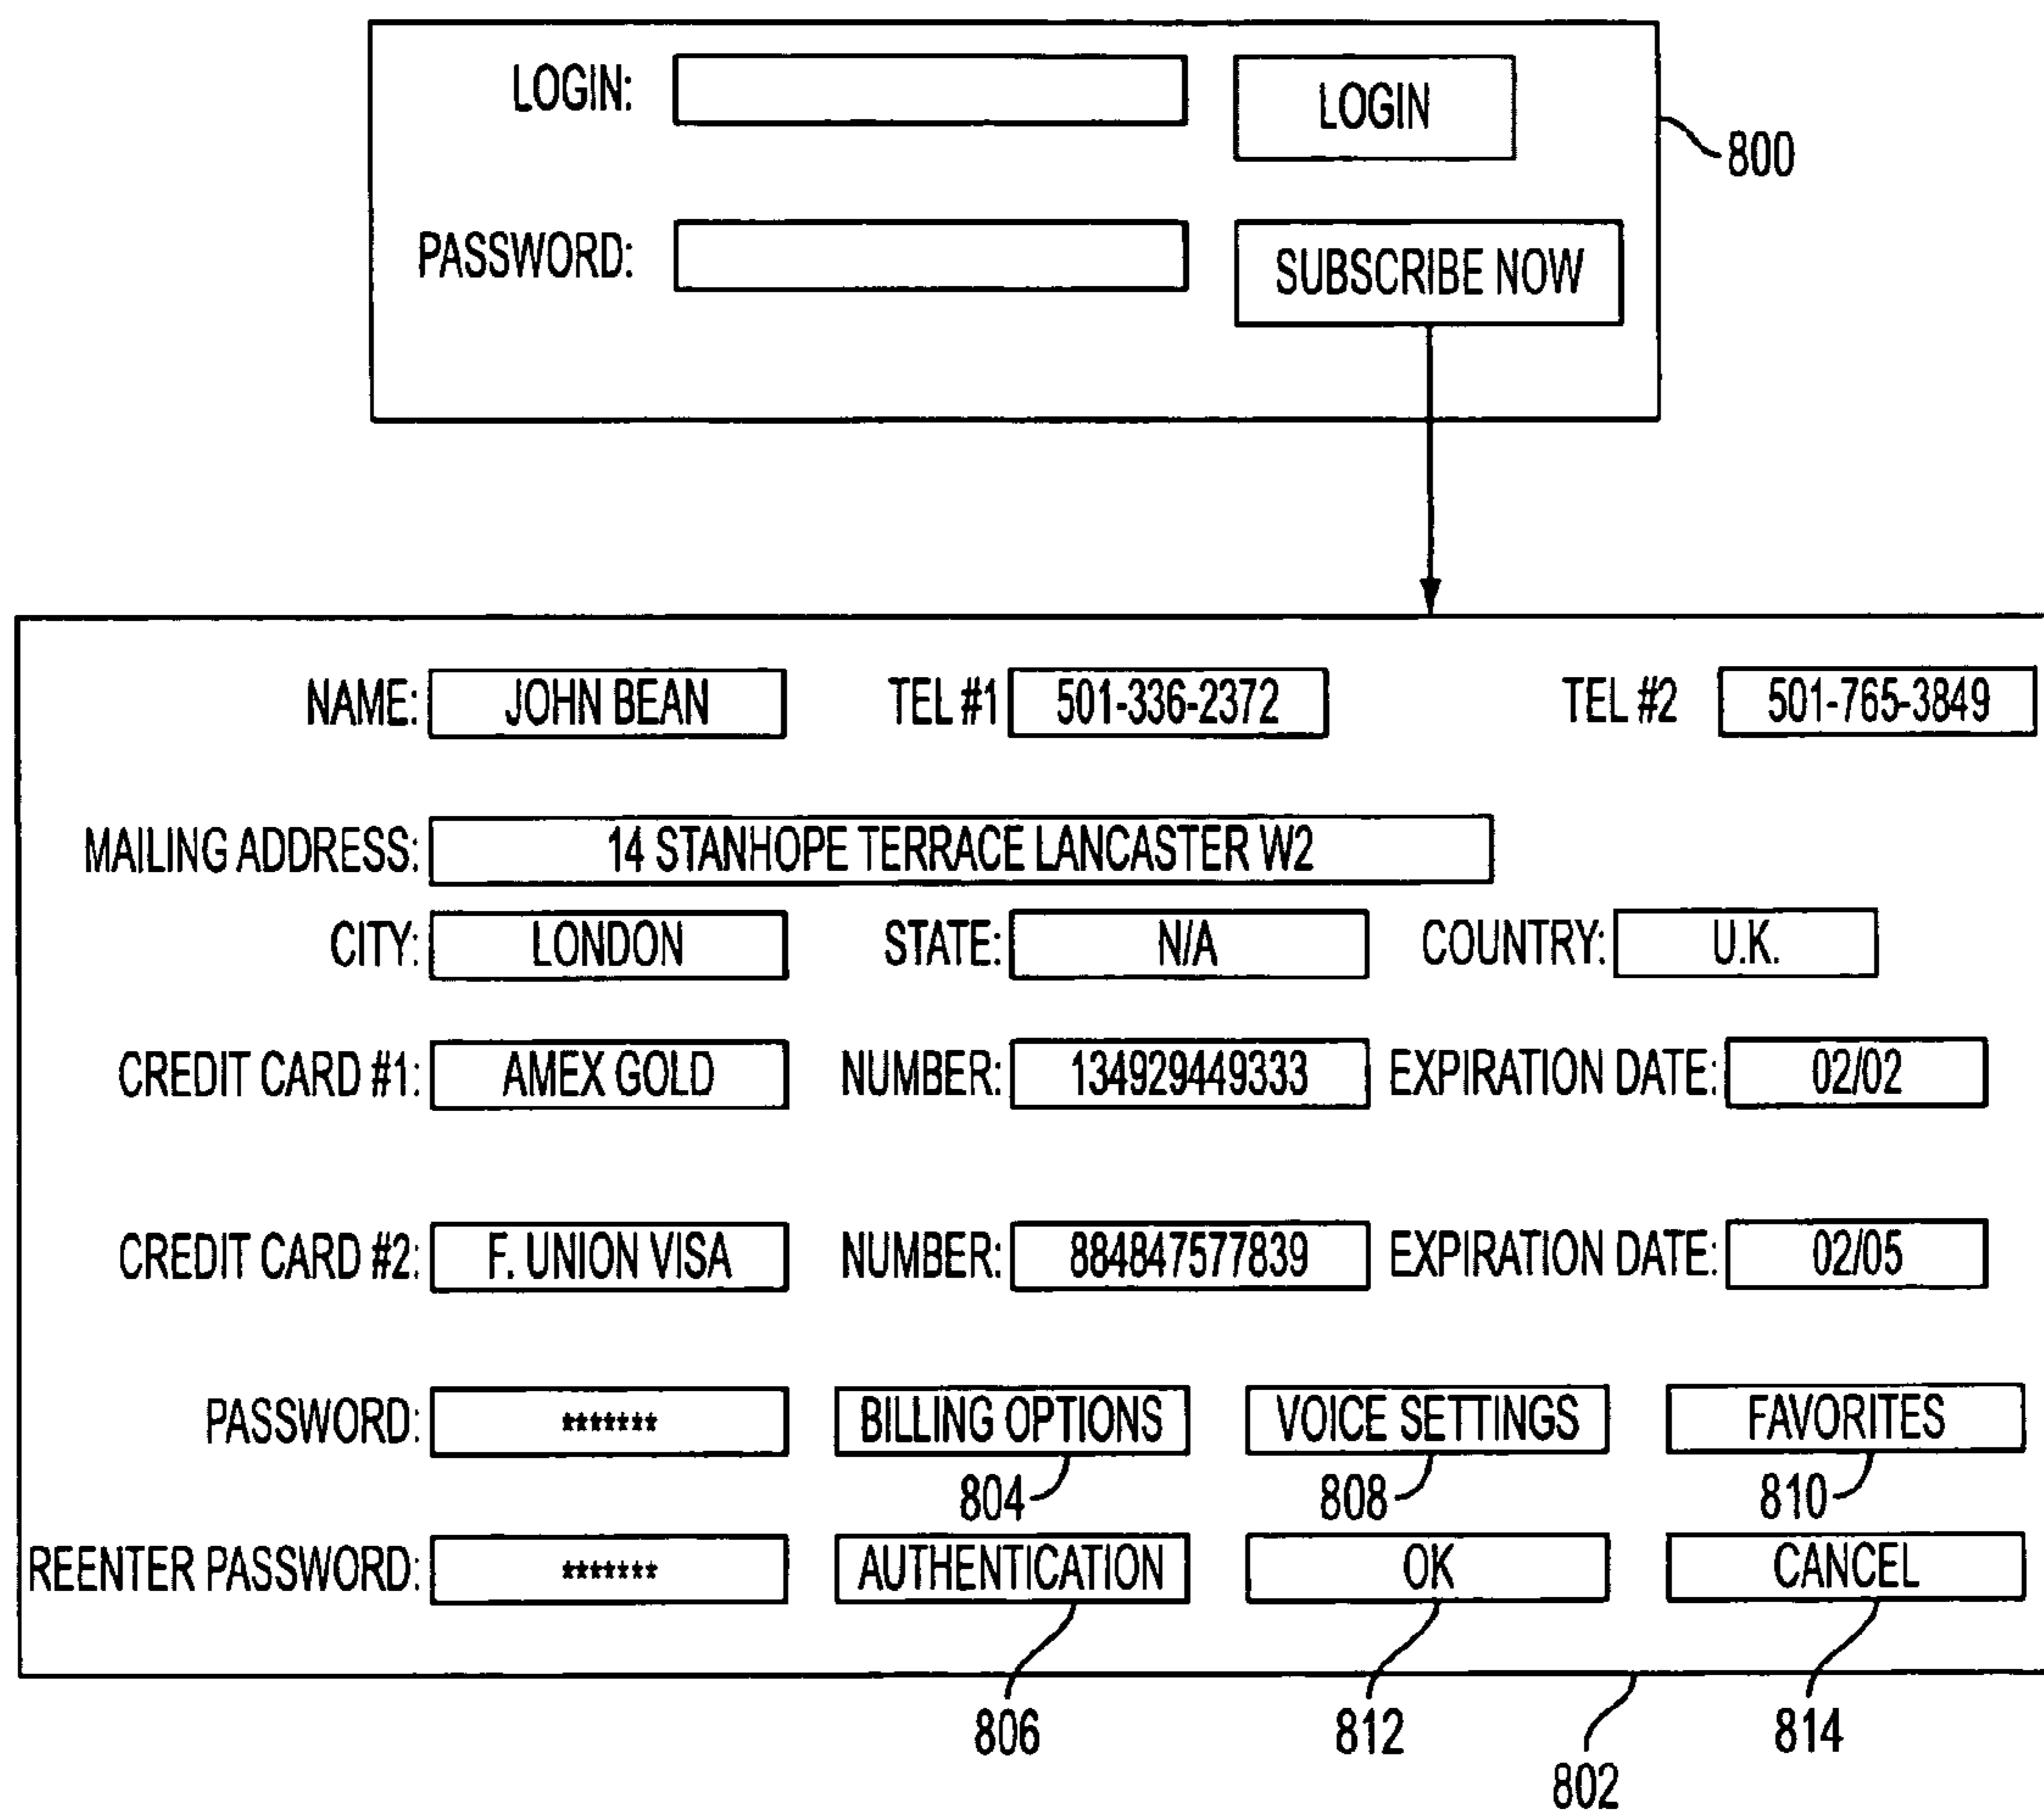 LOGIN: LOGIN
800
PASSWORD: SUBSCRIBE NOW
NAME: JOHN BEAN TEL #1 501-336-2372 TEL #2 501-765-3849
MAILING ADDRESS: 14 STANHOPE TERRACE LANCASTER W2
CITY: LONDON STATE: N/A COUNTRY: U.K.
CREDIT CARD #1: AMEX GOLD NUMBER: 134929449333 EXPIRATION DATE: 02/02
CREDIT CARD #2: F. UNION VISA NUMBER: 884847577839 EXPIRATION DATE: 02/05
PASSWORD: ******* BILLING OPTIONS VOICE SETTINGS FAVORITES
804 808 810
REENTER PASSWORD: ******* AUTHENTICATION OK CANCEL
806 812 814
802